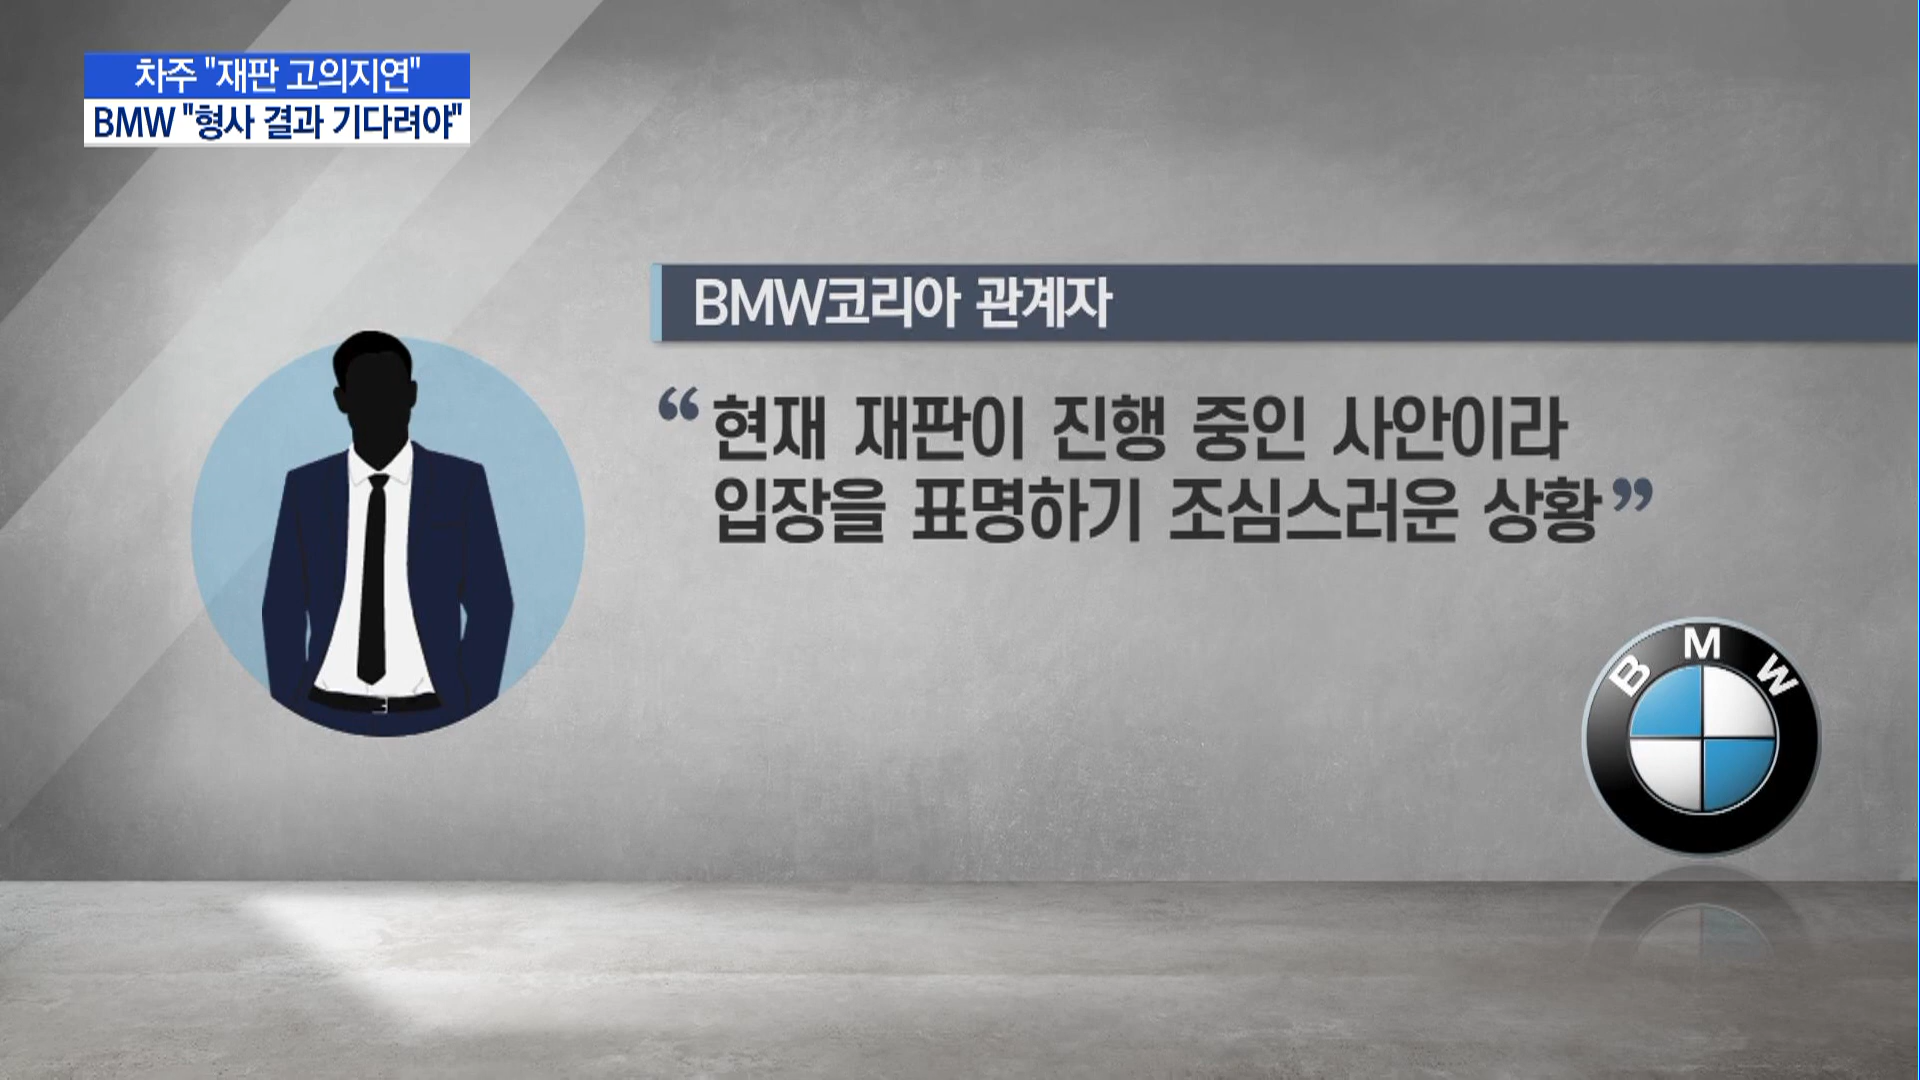 차주 "재판 고의지연"
BMW "형사 결과 기다려야"
BMW코리아 관계자
“현재 재판이 진행 중인 사안이라
입장을 표명하기 조심스러운 상황”
BMW